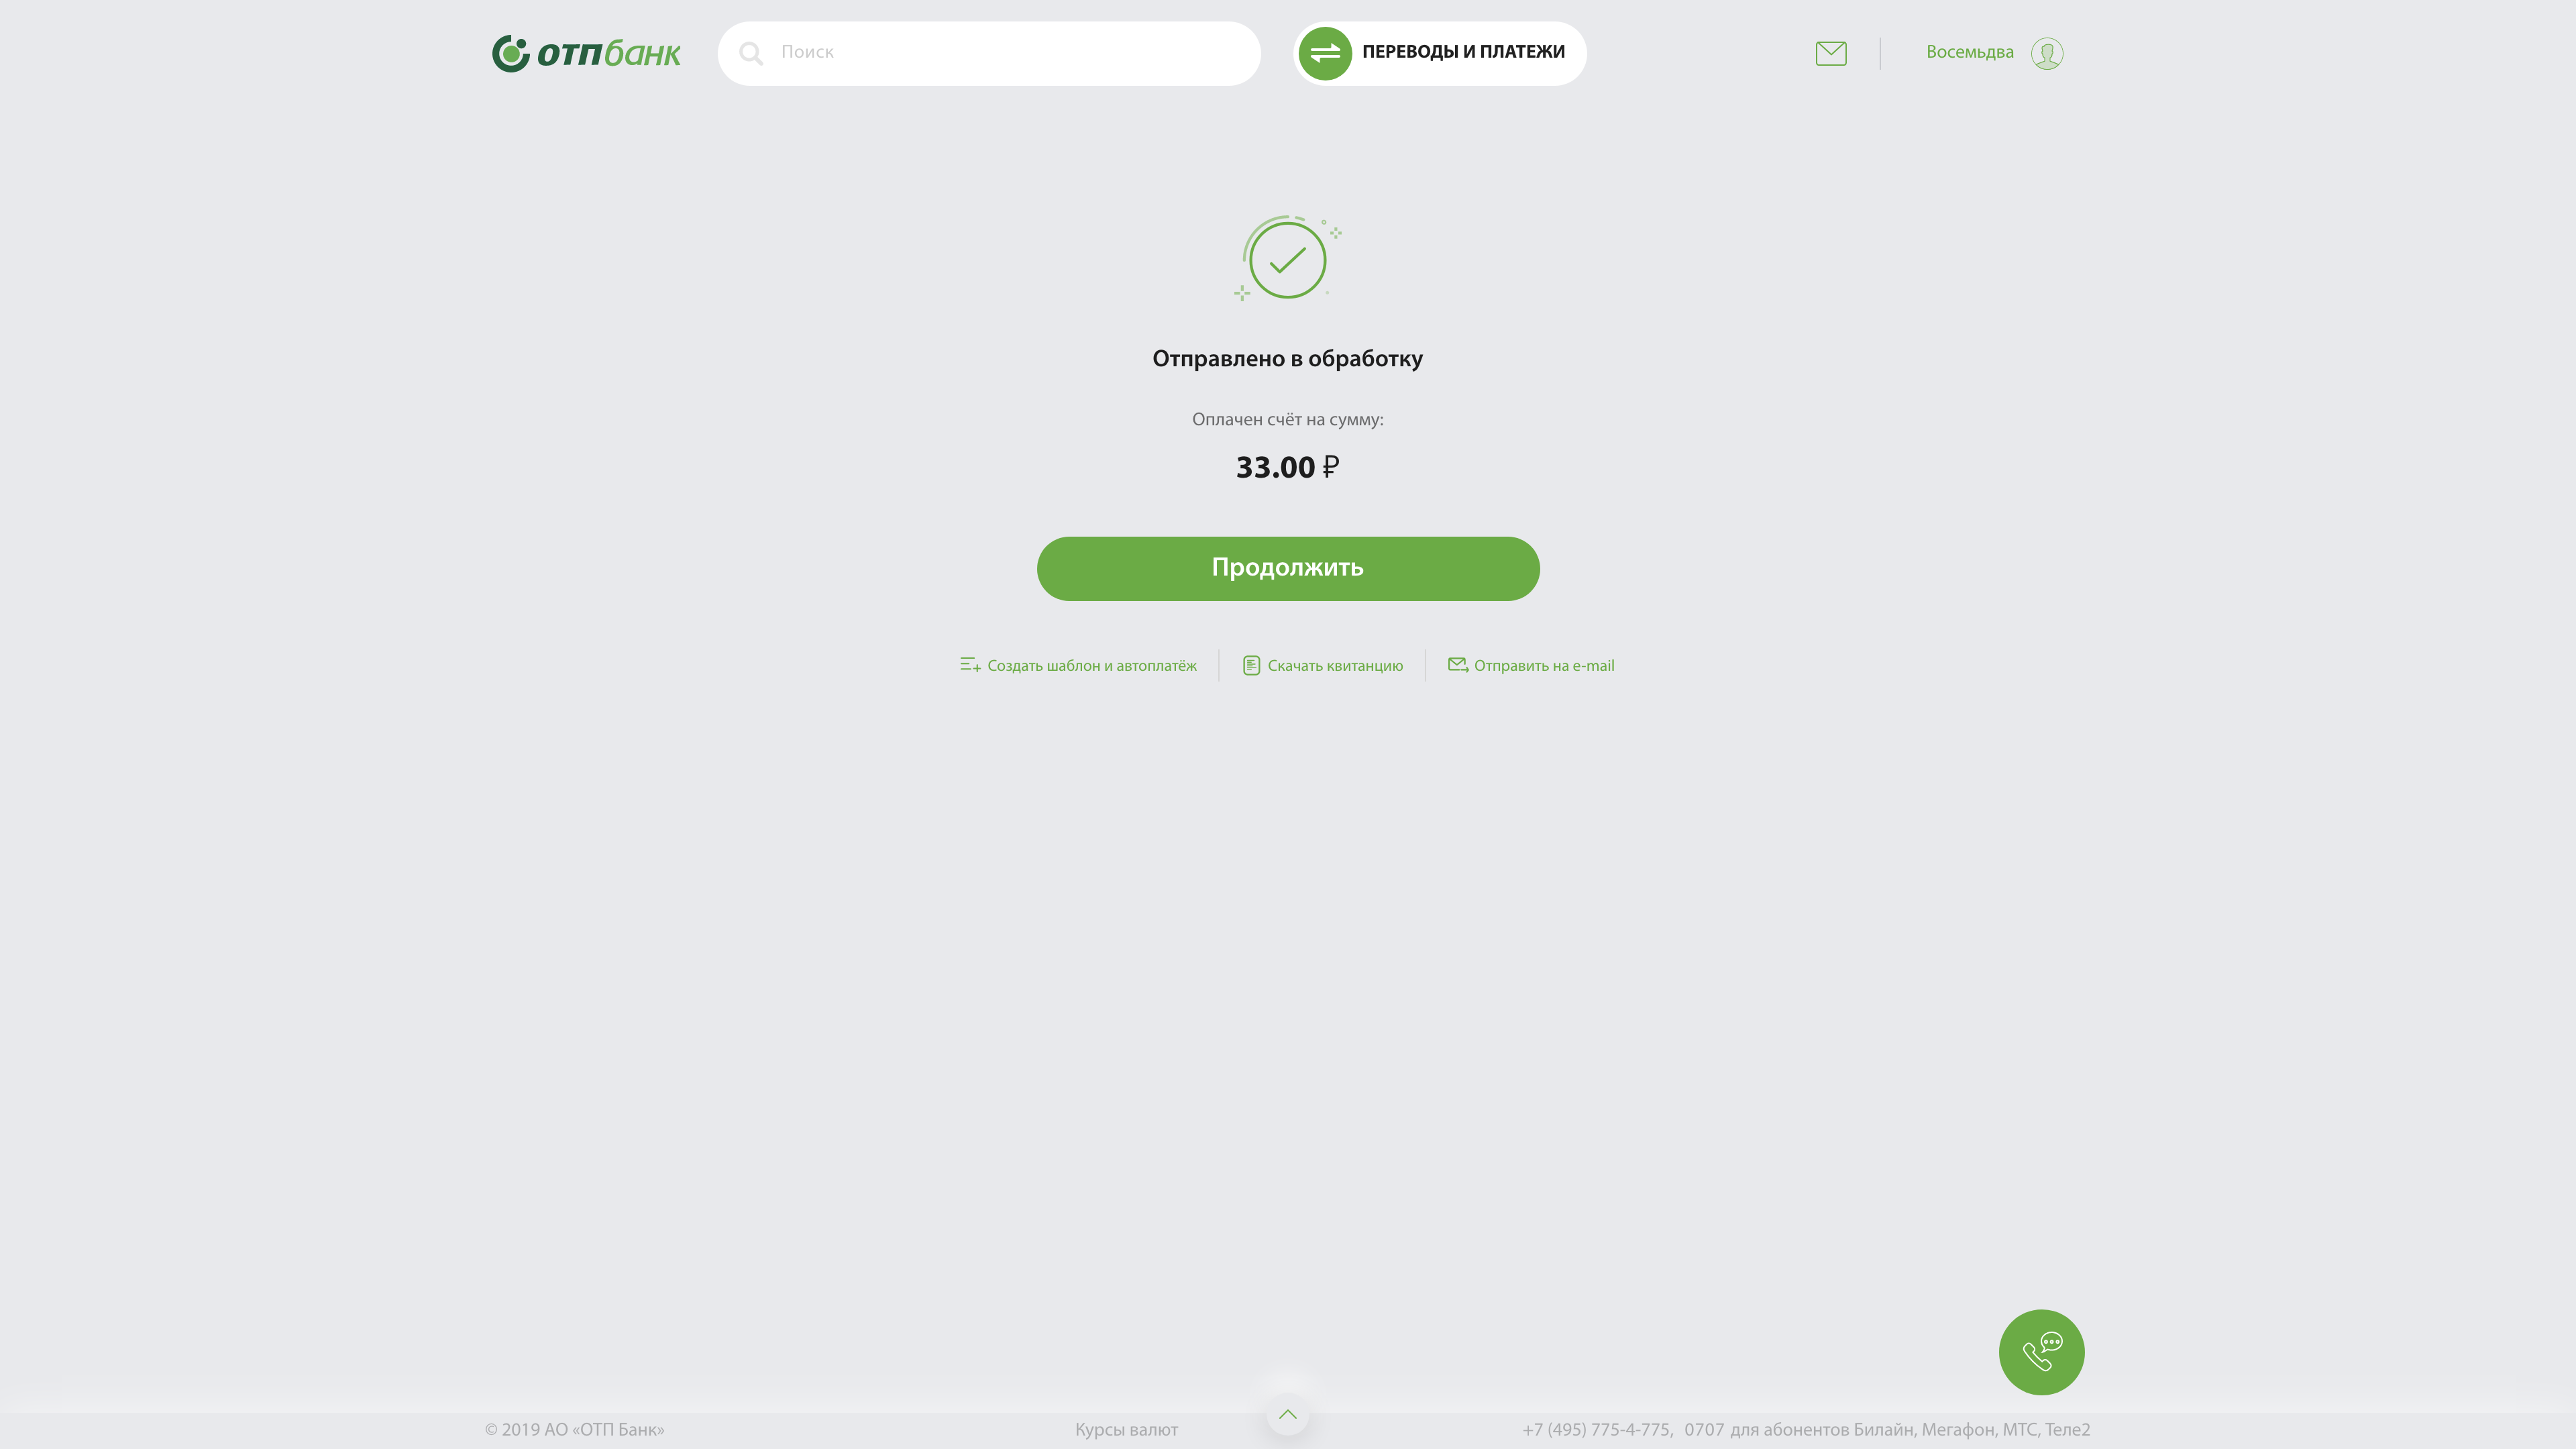 отпбанк
Поиск
ПЕРЕВОДЫ И ПЛАТЕЖИ
Восемьдва
Отправлено в обработку
Оплачен счёт на сумму:
33.00 ₽
Продолжить
Создать шаблон и автоплатёж
Скачать квитанцию
Отправить на e-mail
© 2019 АО «ОТП Банк»
Курсы валют
+7 (495) 775-4-775, 0707 для абонентов Билайн, Мегафон, МТС, Теле2